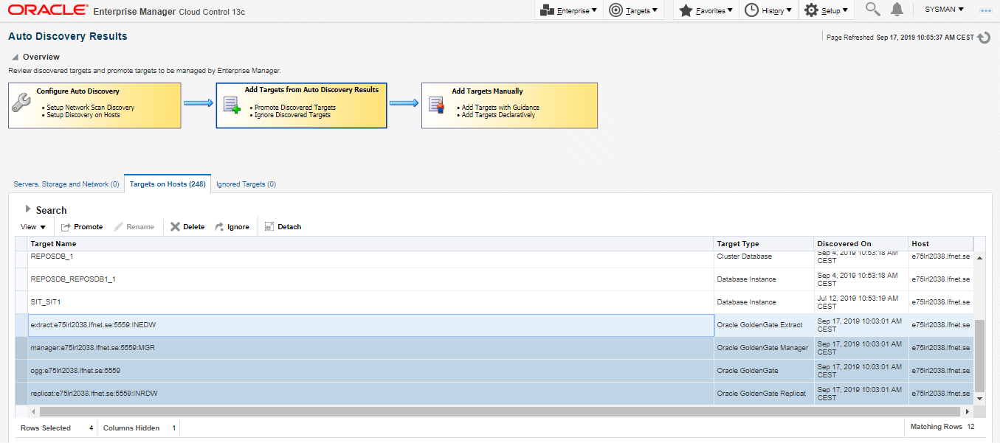 ORACLE Enterprise Manager Cloud Control 13c
Enterprise Targets Favorites History Setup SYSMAN
Auto Discovery Results
Page Refreshed Sep 17, 2019 10:05:37 AM CEST
Overview
Review discovered targets and promote targets to be managed by Enterprise Manager.
Configure Auto Discovery
• Setup Network Scan Discovery
• Setup Discovery on Hosts
Add Targets from Auto Discovery Results
• Promote Discovered Targets
• Ignore Discovered Targets
Add Targets Manually
• Add Targets with Guidance
• Add Targets Declaratively
Servers, Storage and Network (0) Targets on Hosts (248) Ignored Targets (0)
Search
View Promote Rename Delete Ignore Detach
Target Name Target Type Discovered On Host
REPOSDB_1 Cluster Database Sep 4, 2019 10:53:18 AM CEST e75lrl2038.lfnet.se
REPOSDB_REPOSDB1_1 Database Instance Sep 4, 2019 10:53:18 AM CEST e75lrl2038.lfnet.se
SIT_SIT1 Database Instance Jul 12, 2019 10:53:19 AM CEST e75lrl2038.lfnet.se
extract:e75lrl2038.lfnet.se:5559:INEDW Oracle GoldenGate Extract Sep 17, 2019 10:03:01 AM CEST e75lrl2038.lfnet.se
manager:e75lrl2038.lfnet.se:5559:MGR Oracle GoldenGate Manager Sep 17, 2019 10:03:01 AM CEST e75lrl2038.lfnet.se
ogg:e75lrl2038.lfnet.se:5559 Oracle GoldenGate Sep 17, 2019 10:03:01 AM CEST e75lrl2038.lfnet.se
replicat:e75lrl2038.lfnet.se:5559:INRDW Oracle GoldenGate Replicat Sep 17, 2019 10:03:01 AM CEST e75lrl2038.lfnet.se
Rows Selected 4 Columns Hidden 1 Matching Rows 12